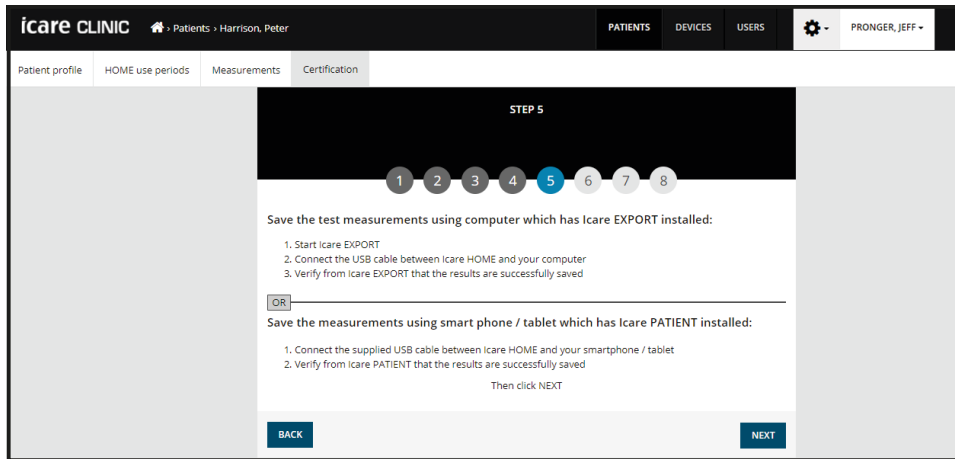 icare CLINIC › Patients › Harrison, Peter PATIENTS DEVICES USERS PRONGER, JEFF
Patient profile HOME use periods Measurements Certification
STEP 5
1 2 3 4 5 6 7 8
Save the test measurements using computer which has Icare EXPORT installed:
1. Start Icare EXPORT
2. Connect the USB cable between Icare HOME and your computer
3. Verify from Icare EXPORT that the results are successfully saved
OR
Save the measurements using smart phone / tablet which has Icare PATIENT installed:
1. Connect the supplied USB cable between Icare HOME and your smartphone / tablet
2. Verify from Icare PATIENT that the results are successfully saved
Then click NEXT
BACK NEXT